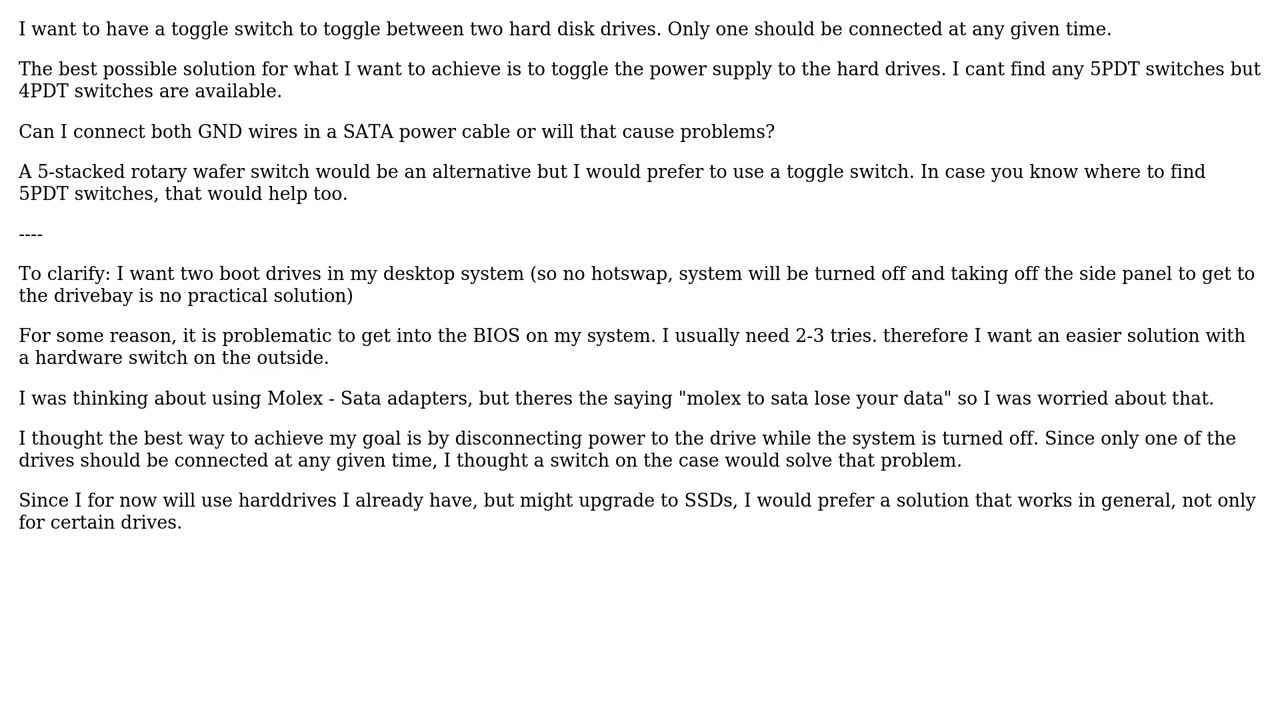 I want to have a toggle switch to toggle between two hard disk drives. Only one should be connected at any given time.
The best possible solution for what I want to achieve is to toggle the power supply to the hard drives. I cant find any 5PDT switches but
4PDT switches are available.
Can I connect both GND wires in a SATA power cable or will that cause problems?
A 5-stacked rotary wafer switch would be an alternative but I would prefer to use a toggle switch. In case you know where to find
5PDT switches, that would help too.
----
To clarify: I want two boot drives in my desktop system (so no hotswap, system will be turned off and taking off the side panel to get to
the drivebay is no practical solution)
For some reason, it is problematic to get into the BIOS on my system. I usually need 2-3 tries. therefore I want an easier solution with
a hardware switch on the outside.
I was thinking about using Molex - Sata adapters, but theres the saying "molex to sata lose your data" so I was worried about that.
I thought the best way to achieve my goal is by disconnecting power to the drive while the system is turned off. Since only one of the
drives should be connected at any given time, I thought a switch on the case would solve that problem.
Since I for now will use harddrives I already have, but might upgrade to SSDs, I would prefer a solution that works in general, not only
for certain drives.